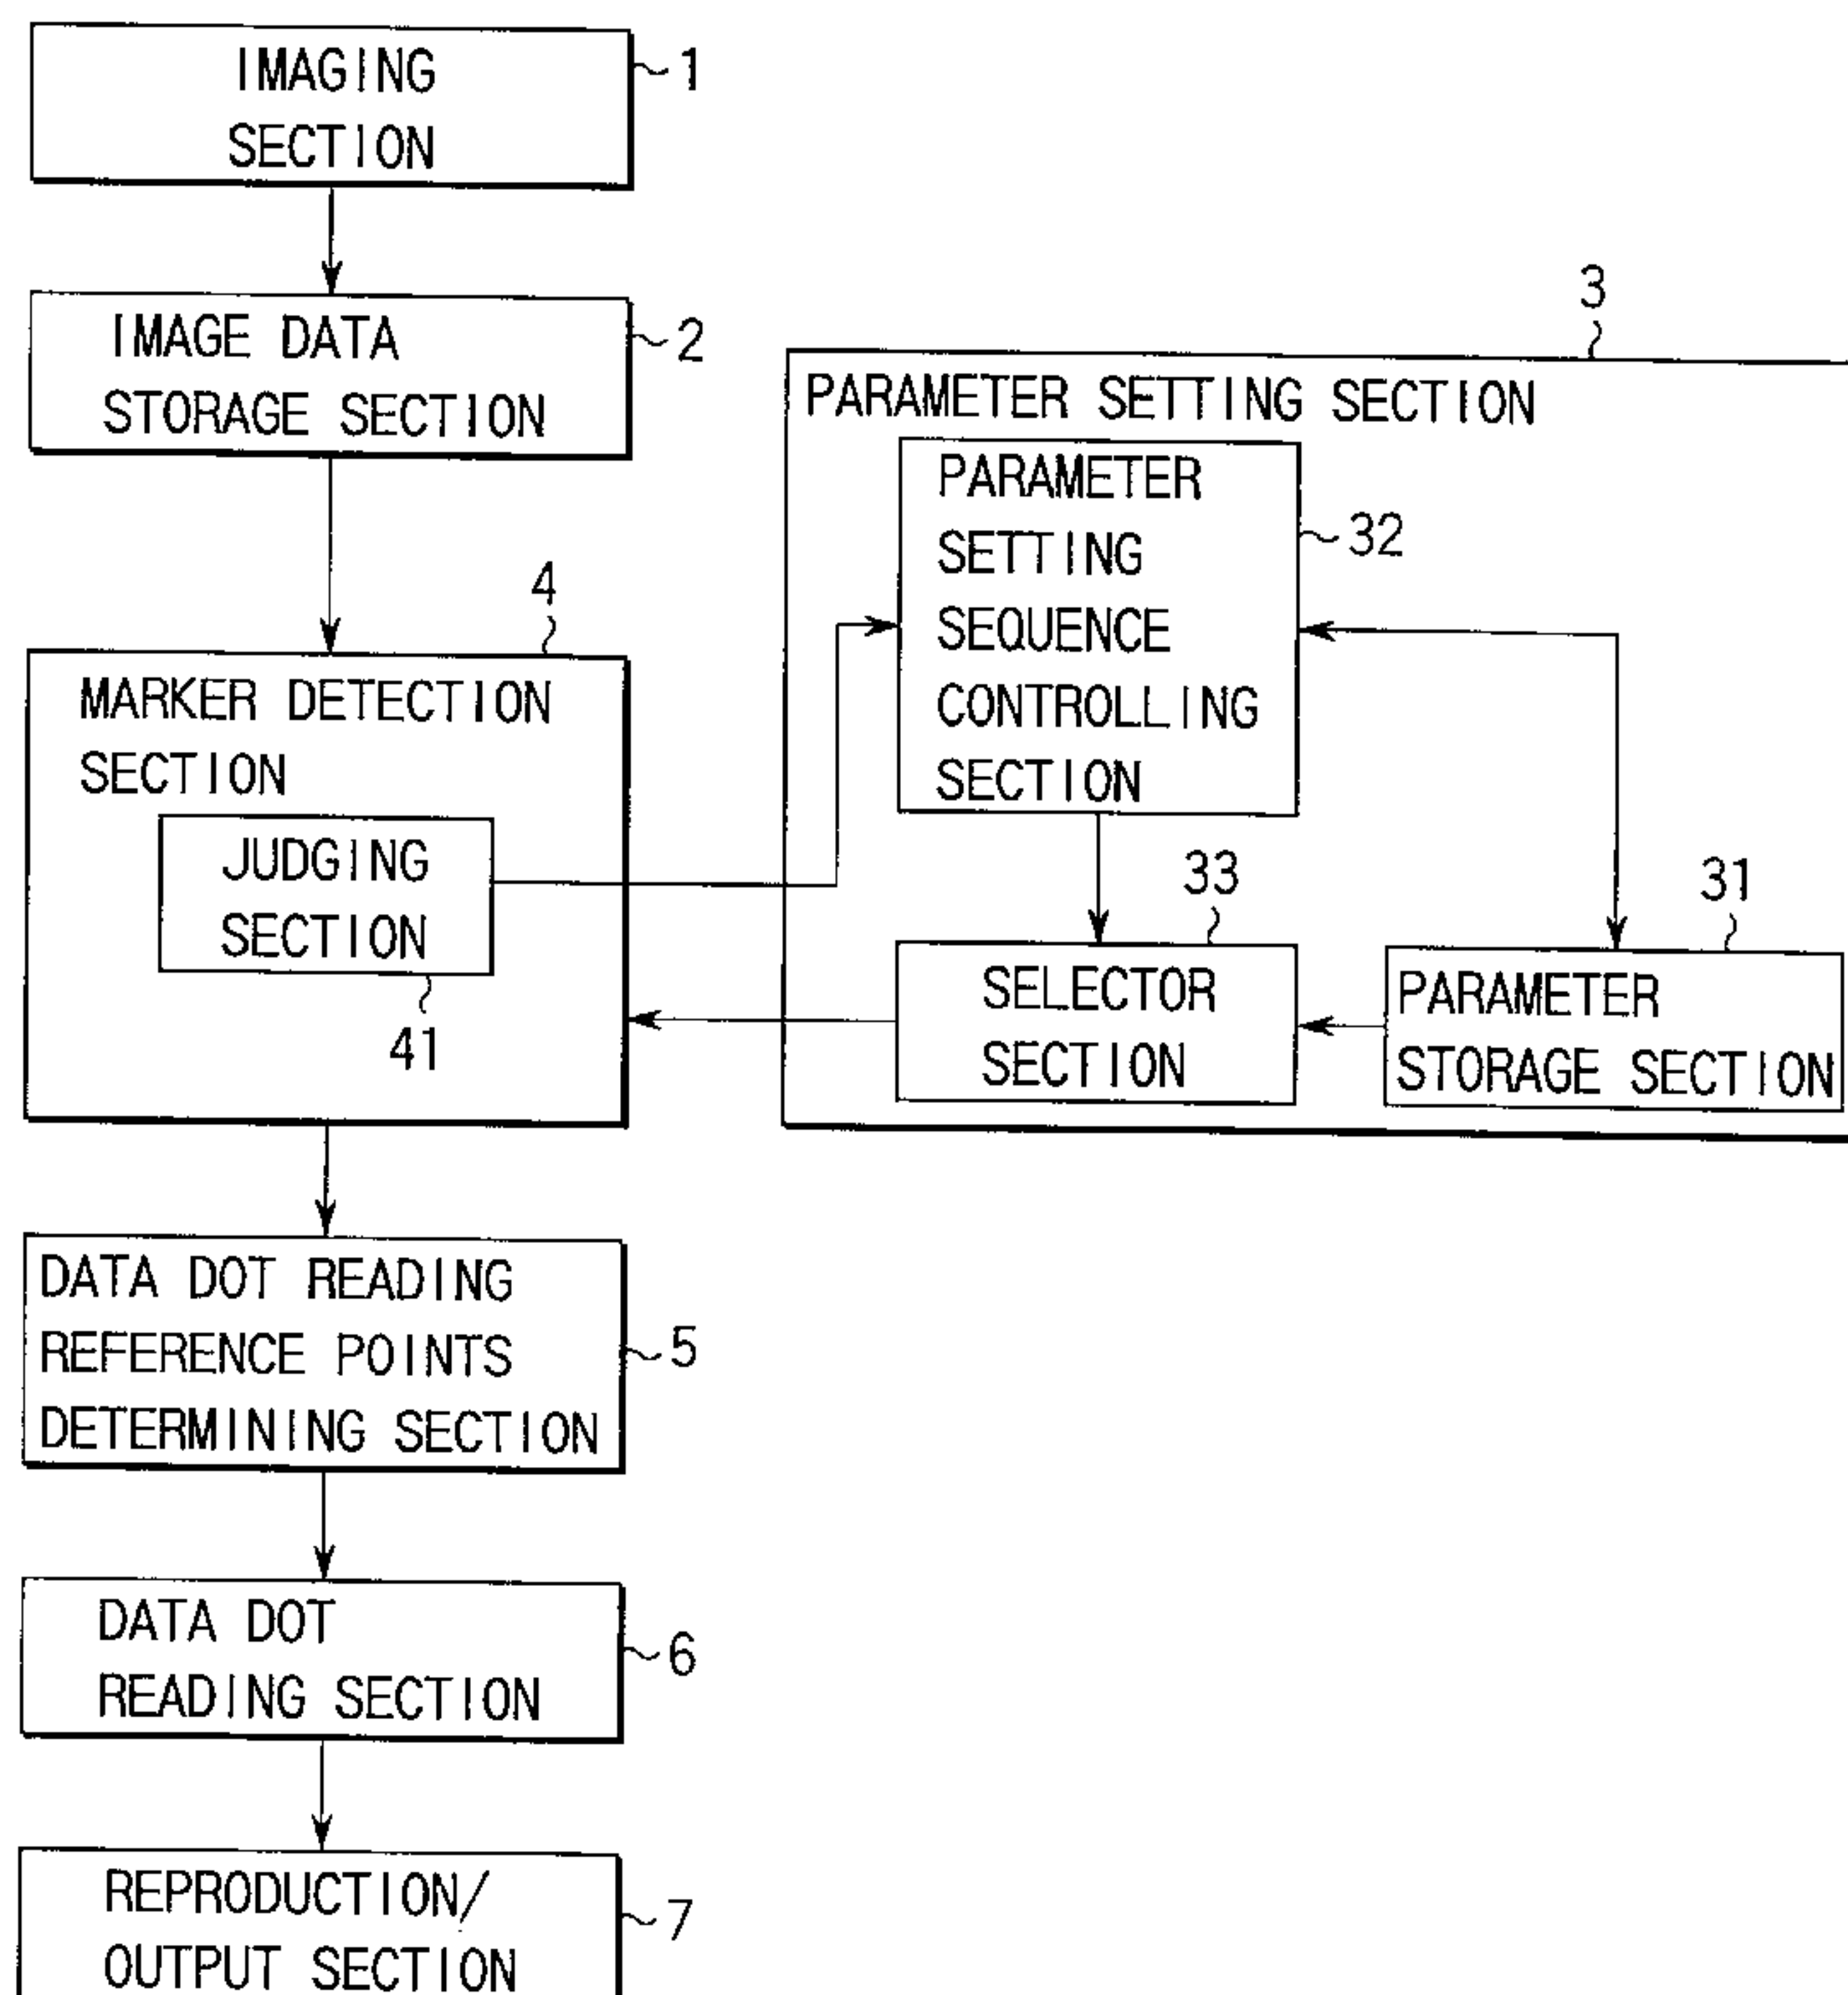 IMAGING
SECTION
1
IMAGE DATA
STORAGE SECTION
2
3
PARAMETER SETTING SECTION
PARAMETER
SETTING
SEQUENCE
CONTROLLING
SECTION
32
4
MARKER DETECTION
SECTION
JUDGING
SECTION
41
33
SELECTOR
SECTION
31
PARAMETER
STORAGE SECTION
DATA DOT READING
REFERENCE POINTS
DETERMINING SECTION
5
DATA DOT
READING SECTION
6
REPRODUCTION/
OUTPUT SECTION
7